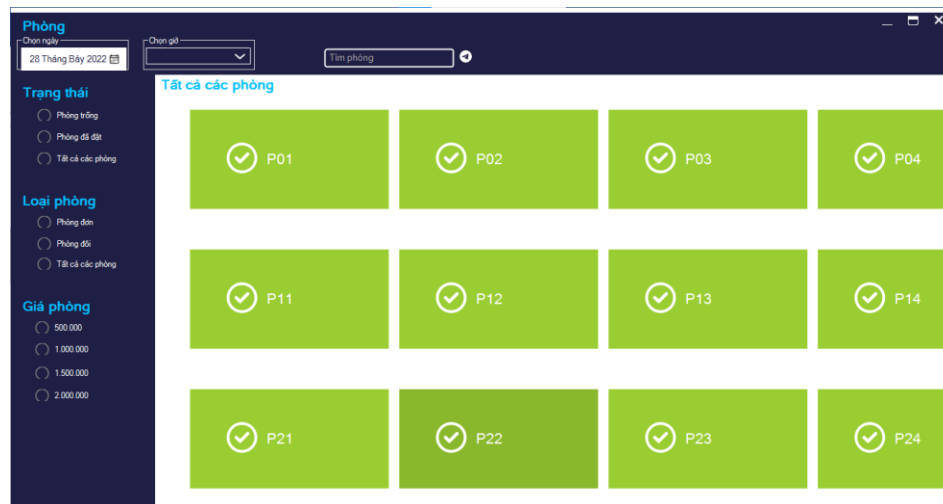 Phòng
Chọn ngày
Chọn giờ
28 Tháng Bảy 2022
Tìm phòng
Trạng thái
Phòng trống
Phòng đã đặt
Tất cả các phòng
Loại phòng
Phòng đơn
Phòng đôi
Tất cả các phòng
Giá phòng
500.000
1.000.000
1.500.000
2.000.000
Tất cả các phòng
P01 P02 P03 P04
P11 P12 P13 P14
P21 P22 P23 P24